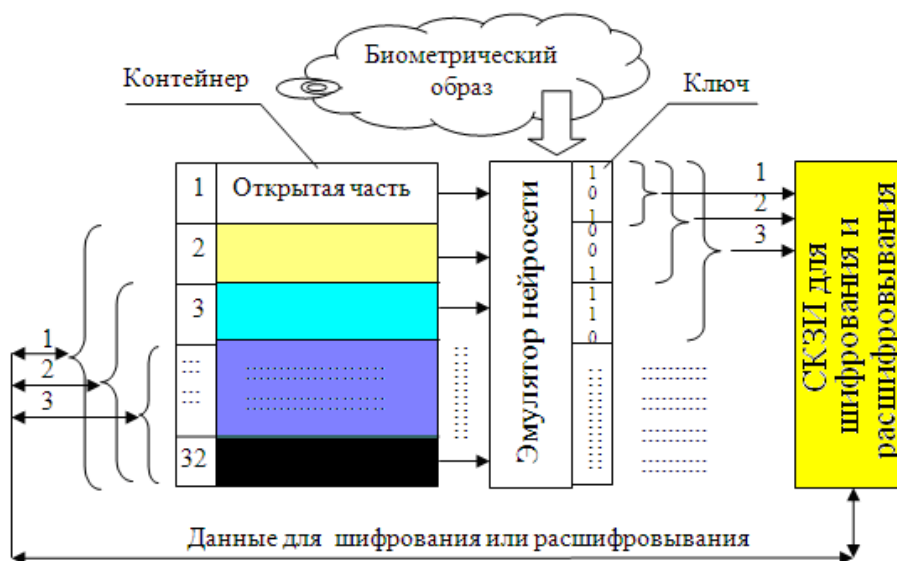 Биометрический
образ
Контейнер
Ключ
1 Открытая часть
2
3
32
Эмулятор нейросети
1
0
1
0
0
1
1
1
0
1
2
3
СКЗИ для
шифрования и
расшифровывания
1
2
3
Данные для шифрования или расшифровывания